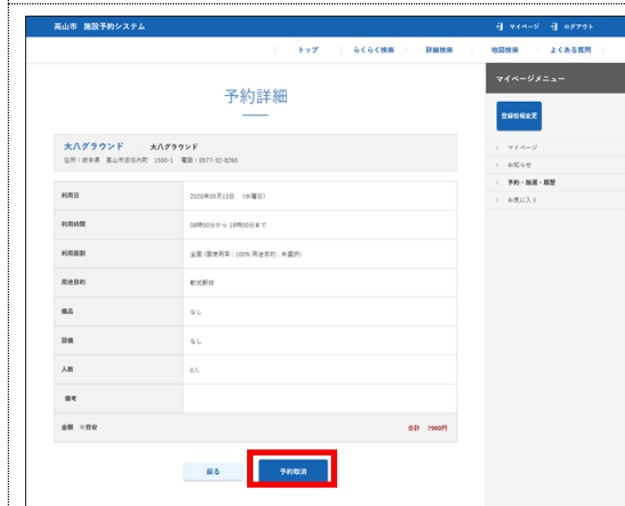 高山市 施設予約システム
マイページ ログアウト
トップ らくらく検索 詳細検索 地図検索 よくある質問
マイページメニュー
予約詳細
登録情報変更
大八グラウンド 大八グラウンド
住所：岐阜県 高山市漆垣内町 1500-1 電話：0577-32-8260
マイページ
お知らせ
予約・抽選・履歴
お気に入り
利用日 2020年05月13日 （水曜日）
利用時間 08時00分から18時00分まで
利用面割 全面（面使用率：100% 用途目的：未選択）
用途目的 軟式野球
備品 なし
設備 なし
人数 0人
備考
金額 ※目安 合計 7980円
戻る 予約取消